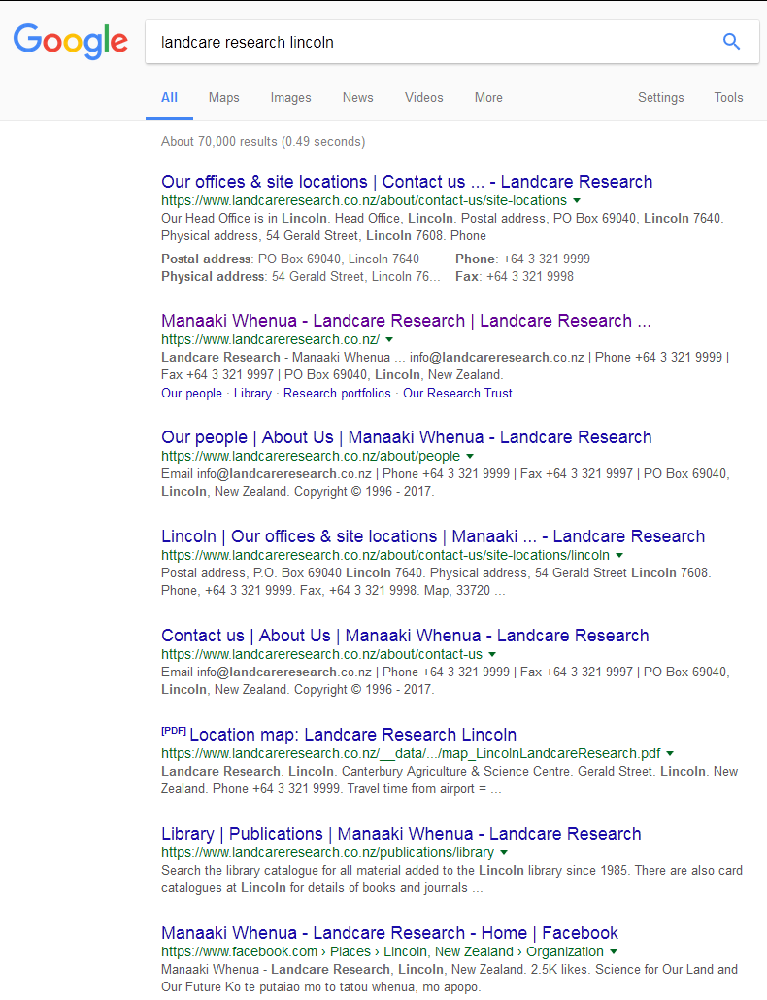 Google
landcare research lincoln
All Maps Images News Videos More Settings Tools
About 70,000 results (0.49 seconds)
Our offices & site locations | Contact us ... - Landcare Research
https://www.landcareresearch.co.nz/about/contact-us/site-locations
Our Head Office is in Lincoln. Head Office, Lincoln. Postal address, PO Box 69040, Lincoln 7640.
Physical address, 54 Gerald Street, Lincoln 7608. Phone
Postal address: PO Box 69040, Lincoln 7640 Phone: +64 3 321 9999
Physical address: 54 Gerald Street, Lincoln 76... Fax: +64 3 321 9998
Manaaki Whenua - Landcare Research | Landcare Research ...
https://www.landcareresearch.co.nz/
Landcare Research - Manaaki Whenua ... info@landcareresearch.co.nz | Phone +64 3 321 9999 |
Fax +64 3 321 9997 | PO Box 69040, Lincoln, New Zealand.
Our people · Library · Research portfolios · Our Research Trust
Our people | About Us | Manaaki Whenua - Landcare Research
https://www.landcareresearch.co.nz/about/people
Email info@landcareresearch.co.nz | Phone +64 3 321 9999 | Fax +64 3 321 9997 | PO Box 69040,
Lincoln, New Zealand. Copyright © 1996 - 2017.
Lincoln | Our offices & site locations | Manaaki ... - Landcare Research
https://www.landcareresearch.co.nz/about/contact-us/site-locations/lincoln
Postal address, P.O. Box 69040 Lincoln 7640. Physical address, 54 Gerald Street Lincoln 7608.
Phone, +64 3 321 9999. Fax, +64 3 321 9998. Map, 33720 ...
Contact us | About Us | Manaaki Whenua - Landcare Research
https://www.landcareresearch.co.nz/about/contact-us
Email info@landcareresearch.co.nz | Phone +64 3 321 9999 | Fax +64 3 321 9997 | PO Box 69040,
Lincoln, New Zealand. Copyright © 1996 - 2017.
[PDF] Location map: Landcare Research Lincoln
https://www.landcareresearch.co.nz/__data/.../map_LincolnLandcareResearch.pdf
Landcare Research. Lincoln. Canterbury Agriculture & Science Centre. Gerald Street. Lincoln. New
Zealand. Phone +64 3 321 9999. Travel time from airport = ...
Library | Publications | Manaaki Whenua - Landcare Research
https://www.landcareresearch.co.nz/publications/library
Search the library catalogue for all material added to the Lincoln library since 1985. There are also card
catalogues at Lincoln for details of books and journals ...
Manaaki Whenua - Landcare Research - Home | Facebook
https://www.facebook.com › Places › Lincoln, New Zealand › Organization
Manaaki Whenua - Landcare Research, Lincoln, New Zealand. 2.5K likes. Science for Our Land and
Our Future Ko te pūtaiao mō tō tātou whenua, mō āpōpō.